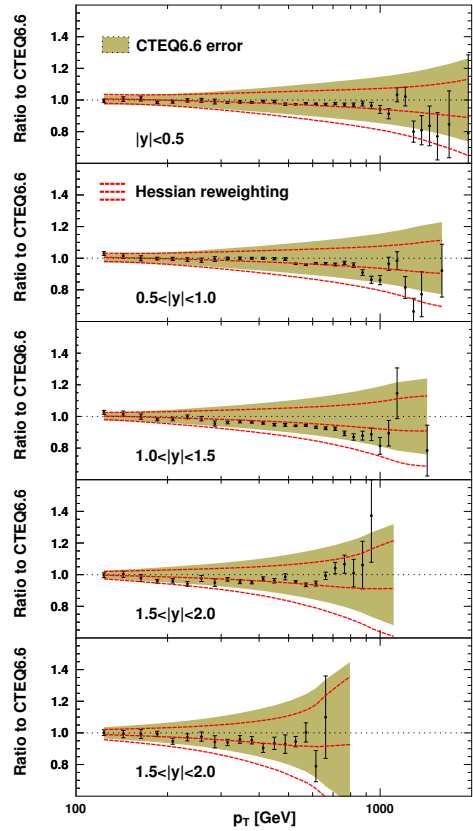 Ratio to CTEQ6.6
1.4
1.2
1.0
0.8
CTEQ6.6 error
|y|<0.5
Ratio to CTEQ6.6
1.4
1.2
1.0
0.8
Hessian reweighting
0.5<|y|<1.0
Ratio to CTEQ6.6
1.4
1.2
1.0
0.8
1.0<|y|<1.5
Ratio to CTEQ6.6
1.4
1.2
1.0
0.8
1.5<|y|<2.0
Ratio to CTEQ6.6
1.4
1.2
1.0
0.8
1.5<|y|<2.0
100 1000
pT [GeV]